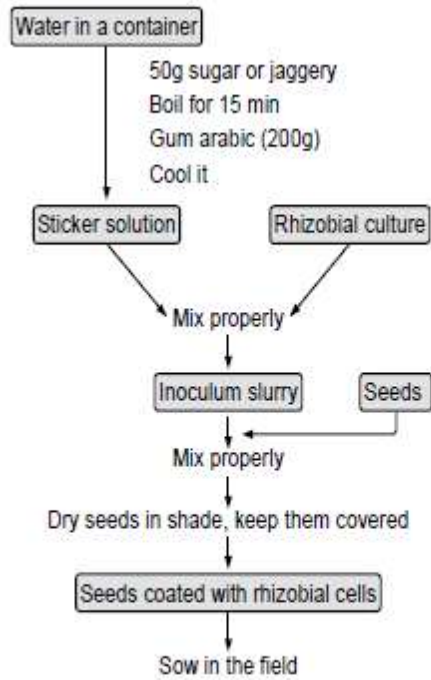 Water in a container
50g sugar or jaggery
Boil for 15 min
Gum arabic (200g)
Cool it
Sticker solution
Rhizobial culture
Mix properly
Inoculum slurry
Seeds
Mix properly
Dry seeds in shade, keep them covered
Seeds coated with rhizobial cells
Sow in the field